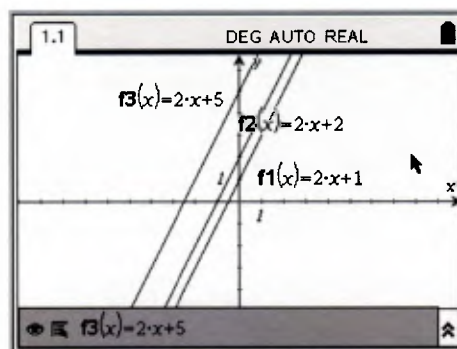 1.1 DEG AUTO REAL
y
f3(x)=2·x+5
f2(x)=2·x+2
1
f1(x)=2·x+1
x
1
f3(x)=2·x+5